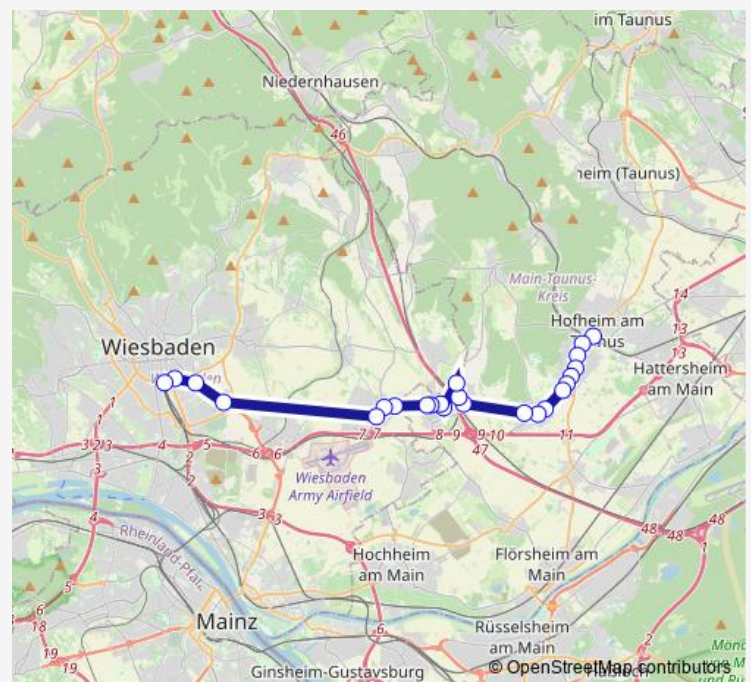 im Taunus
Niedernhausen
46
heim (Taunus)
Main-Taunus-
Kreis
14
Hofheim am
13
Wiesbaden
Hattersheim
am Main
13
1
1
3
2
3
4
5
6
6
7
7
8
9
9
10
11
47
2
2
Wiesbaden
Army Airfield
3
3
4
Rheinland-Pfalz
Hochheim
am Main
Flörsheim am
Main
48
48
48
1
5
6
18
19
19
Mainz
6
Rüsselsheim
am Main
2
Ginsheim-Gustavsburg
© OpenStreetMap contributors